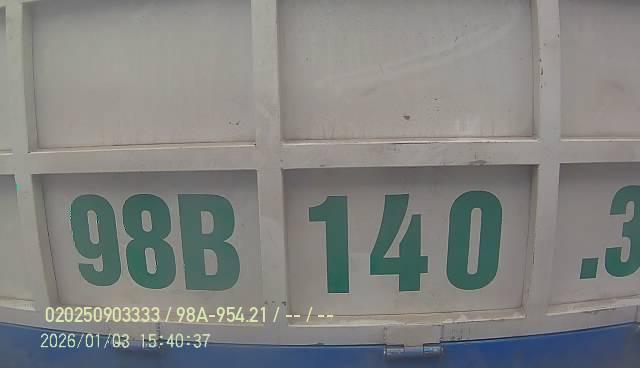 98B 140 .3
020250903333 / 98A-954.21 / -- / --
2026/01/03 15:40:37